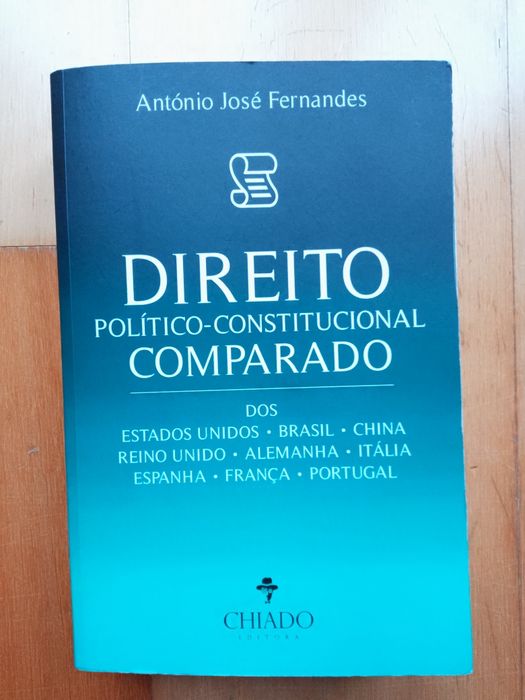 António José Fernandes
DIREITO
POLÍTICO-CONSTITUCIONAL
COMPARADO
DOS
ESTADOS UNIDOS • BRASIL • CHINA
REINO UNIDO • ALEMANHA • ITÁLIA
ESPANHA • FRANÇA • PORTUGAL
CHIADO
EDITORA